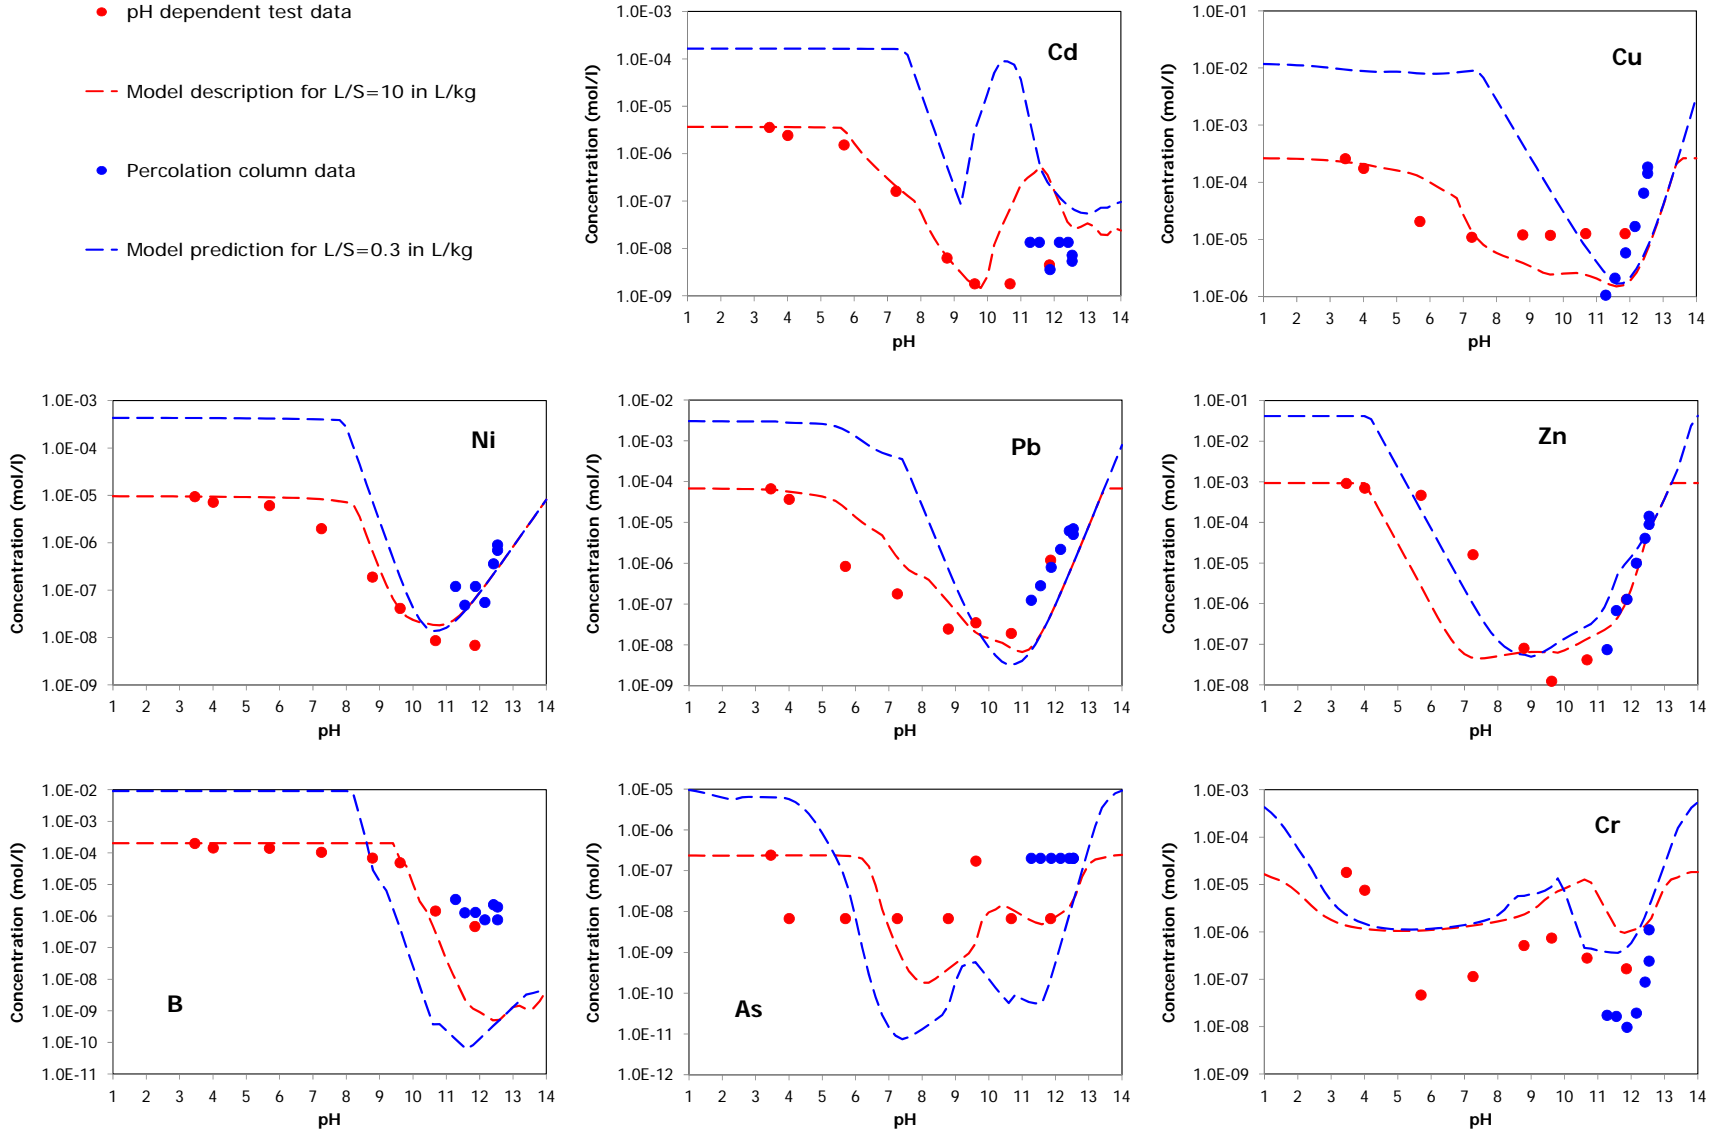 pH dependent test data
Model description for L/S=10 in L/kg
Percolation column data
Model prediction for L/S=0.3 in L/kg
Cd
Concentration (mol/l)
1.0E-03
1.0E-04
1.0E-05
1.0E-06
1.0E-07
1.0E-08
1.0E-09
1 2 3 4 5 6 7 8 9 10 11 12 13 14
pH
Cu
Concentration (mol/l)
1.0E-01
1.0E-02
1.0E-03
1.0E-04
1.0E-05
1.0E-06
1 2 3 4 5 6 7 8 9 10 11 12 13 14
pH
Ni
Concentration (mol/l)
1.0E-03
1.0E-04
1.0E-05
1.0E-06
1.0E-07
1.0E-08
1.0E-09
1 2 3 4 5 6 7 8 9 10 11 12 13 14
pH
Pb
Concentration (mol/l)
1.0E-02
1.0E-03
1.0E-04
1.0E-05
1.0E-06
1.0E-07
1.0E-08
1.0E-09
1 2 3 4 5 6 7 8 9 10 11 12 13 14
pH
Zn
Concentration (mol/l)
1.0E-01
1.0E-02
1.0E-03
1.0E-04
1.0E-05
1.0E-06
1.0E-07
1.0E-08
1 2 3 4 5 6 7 8 9 10 11 12 13 14
pH
B
Concentration (mol/l)
1.0E-02
1.0E-03
1.0E-04
1.0E-05
1.0E-06
1.0E-07
1.0E-08
1.0E-09
1.0E-10
1.0E-11
1 2 3 4 5 6 7 8 9 10 11 12 13 14
pH
As
Concentration (mol/l)
1.0E-05
1.0E-06
1.0E-07
1.0E-08
1.0E-09
1.0E-10
1.0E-11
1.0E-12
1 2 3 4 5 6 7 8 9 10 11 12 13 14
pH
Cr
Concentration (mol/l)
1.0E-03
1.0E-04
1.0E-05
1.0E-06
1.0E-07
1.0E-08
1.0E-09
1 2 3 4 5 6 7 8 9 10 11 12 13 14
pH